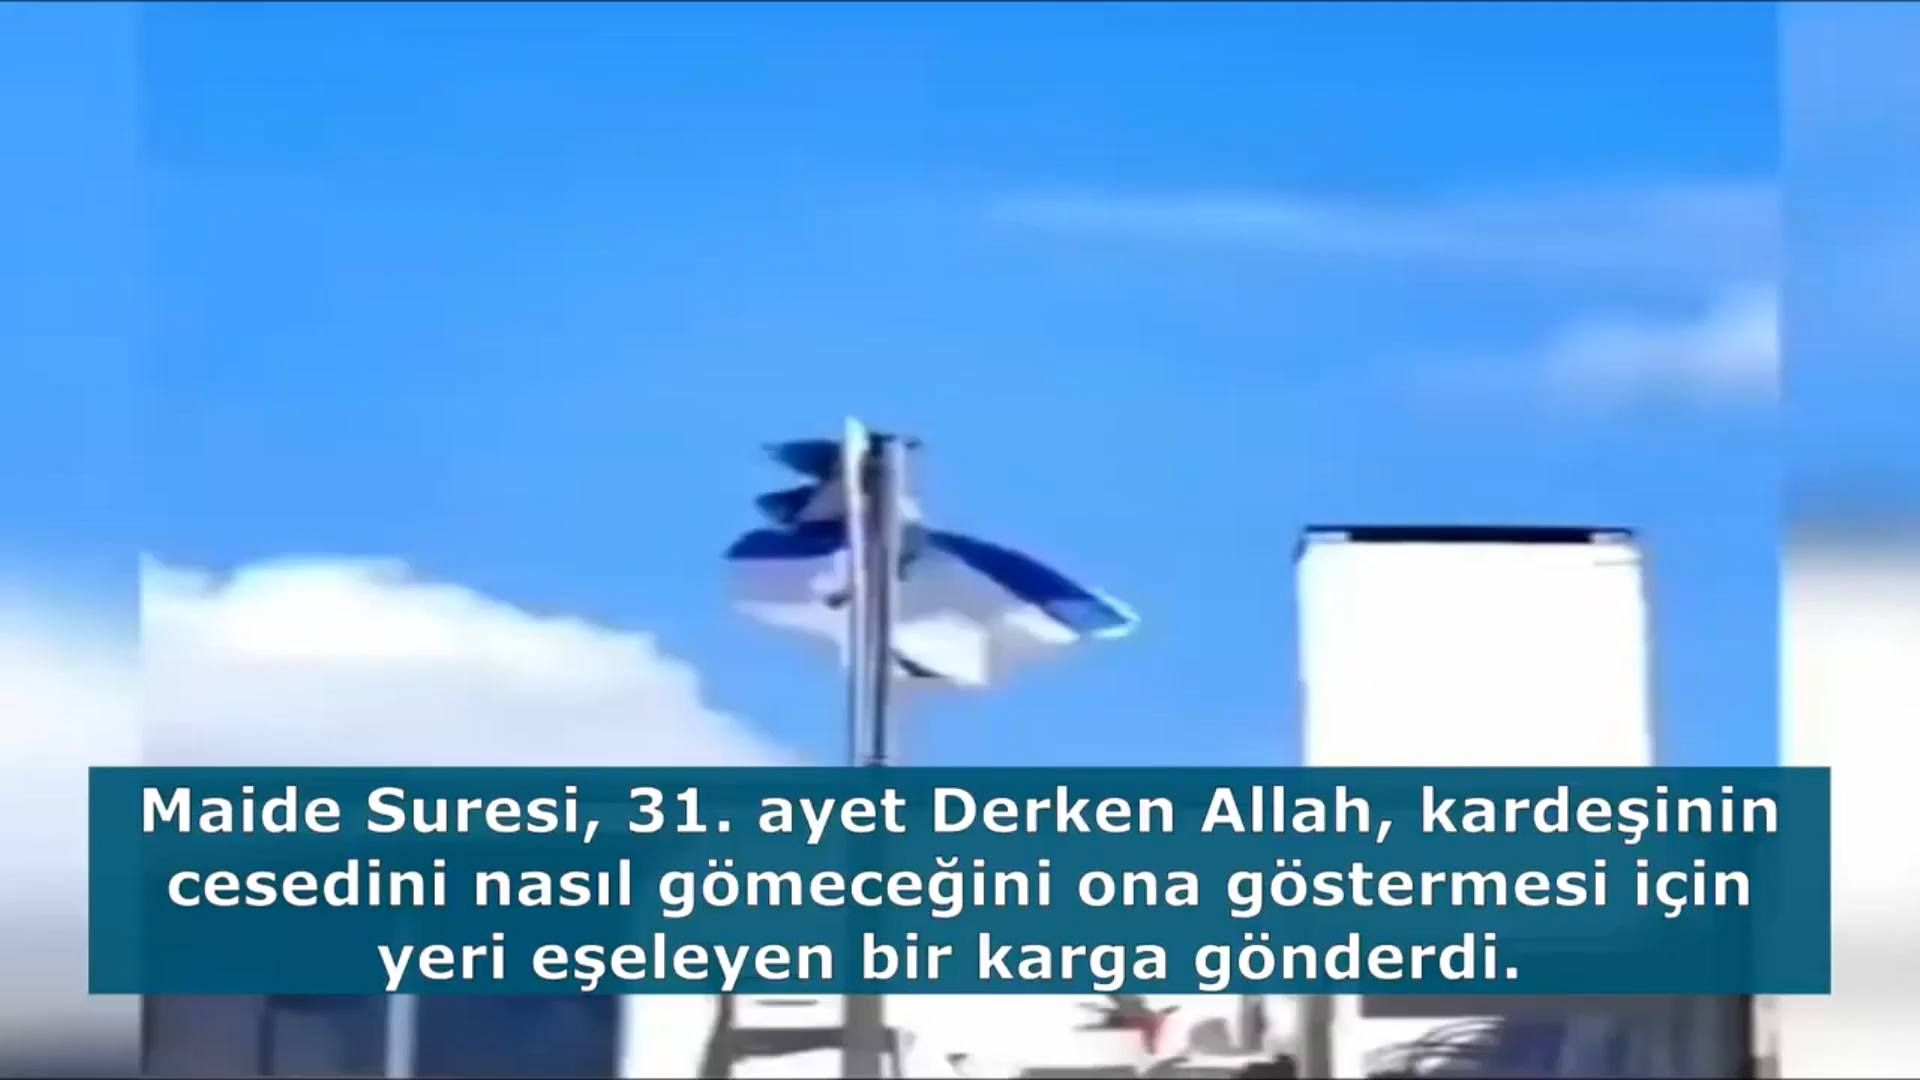 Maide Suresi, 31. ayet Derken Allah, kardeşinin
cesedini nasıl gömeceğini ona göstermesi için
yeri eşeleyen bir karga gönderdi.